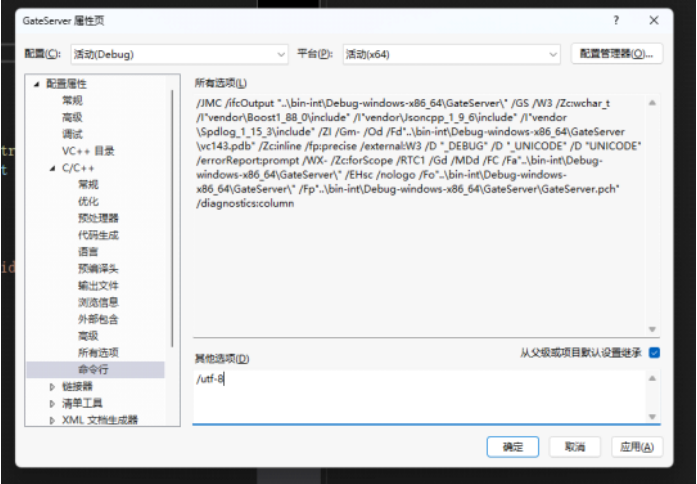 GateServer 属性页
? ×
配置(C): 活动(Debug) 平台(P): 活动(x64) 配置管理器(O)...
配置属性
常规
高级
调试
VC++ 目录
C/C++
常规
优化
预处理器
代码生成
语言
预编译头
输出文件
浏览信息
外部包含
高级
所有选项
命令行
链接器
清单工具
XML 文档生成器
所有选项(L)
/JMC /ifcOutput "..\bin-int\Debug-windows-x86_64\GateServer\" /GS /W3 /Zc:wchar_t
/I"vendor\Boost1_88_0\include" /I"vendor\Jsoncpp_1_9_6\include" /I"vendor
\Spdlog_1_15_3\include" /ZI /Gm- /Od /Fd"..\bin-int\Debug-windows-x86_64\GateServer
\vc143.pdb" /Zc:inline /fp:precise /external:W3 /D "_DEBUG" /D "_UNICODE" /D "UNICODE"
/errorReport:prompt /WX- /Zc:forScope /RTC1 /Gd /MDd /FC /Fa"..\bin-int\Debug-
windows-x86_64\GateServer\" /EHsc /nologo /Fo"..\bin-int\Debug-windows-
x86_64\GateServer\" /Fp"..\bin-int\Debug-windows-x86_64\GateServer\GateServer.pch"
/diagnostics:column
其他选项(D)
从父级或项目默认设置继承
/utf-8
确定 取消 应用(A)
tr
t
id